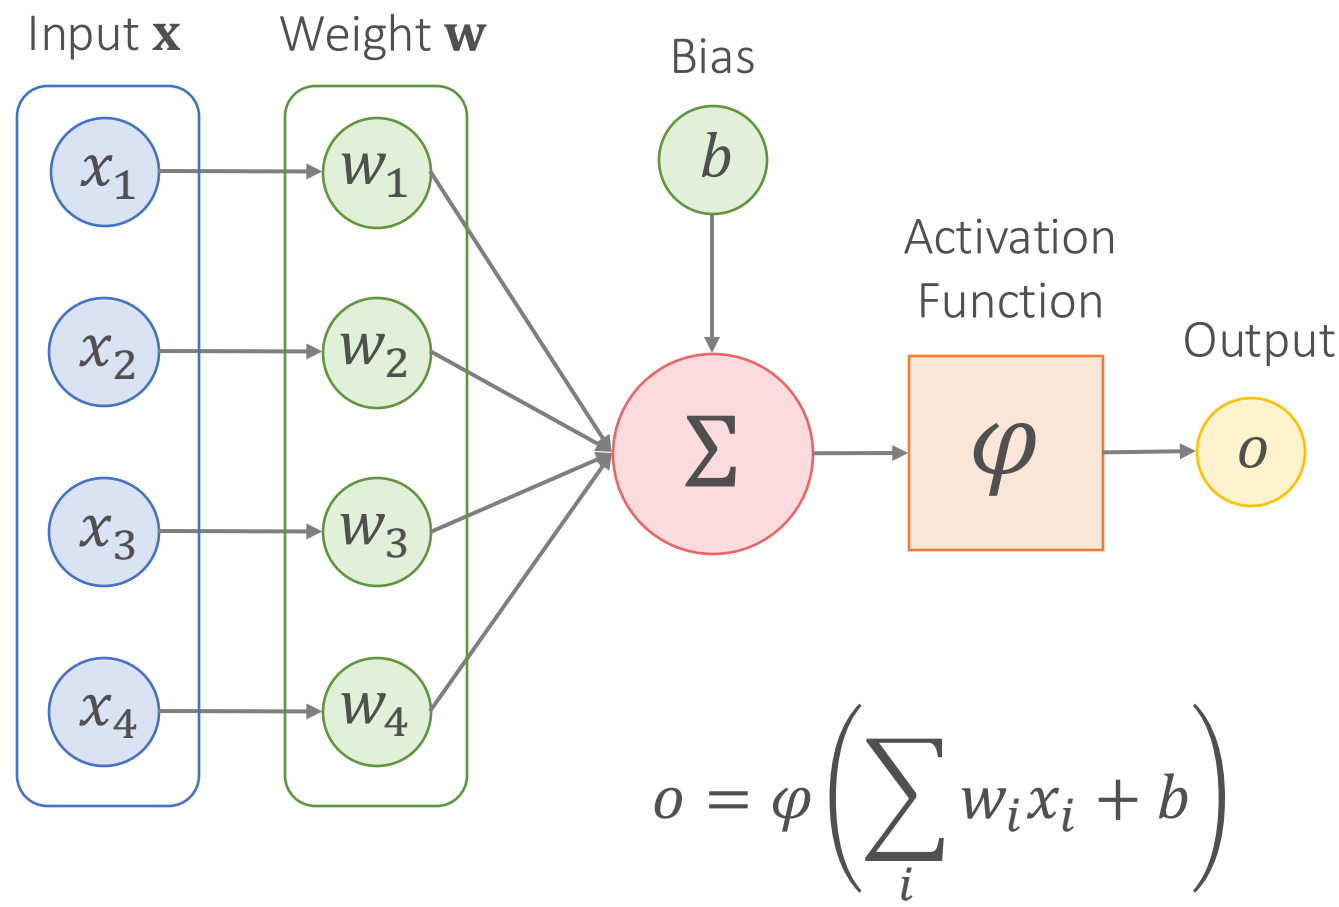 Input x
Weight w
Bias
x₁
w₁
b
Activation
Function
x₂
w₂
Output
Σ
φ
o
x₃
w₃
x₄
w₄
o = φ(∑ᵢ wᵢxᵢ + b)